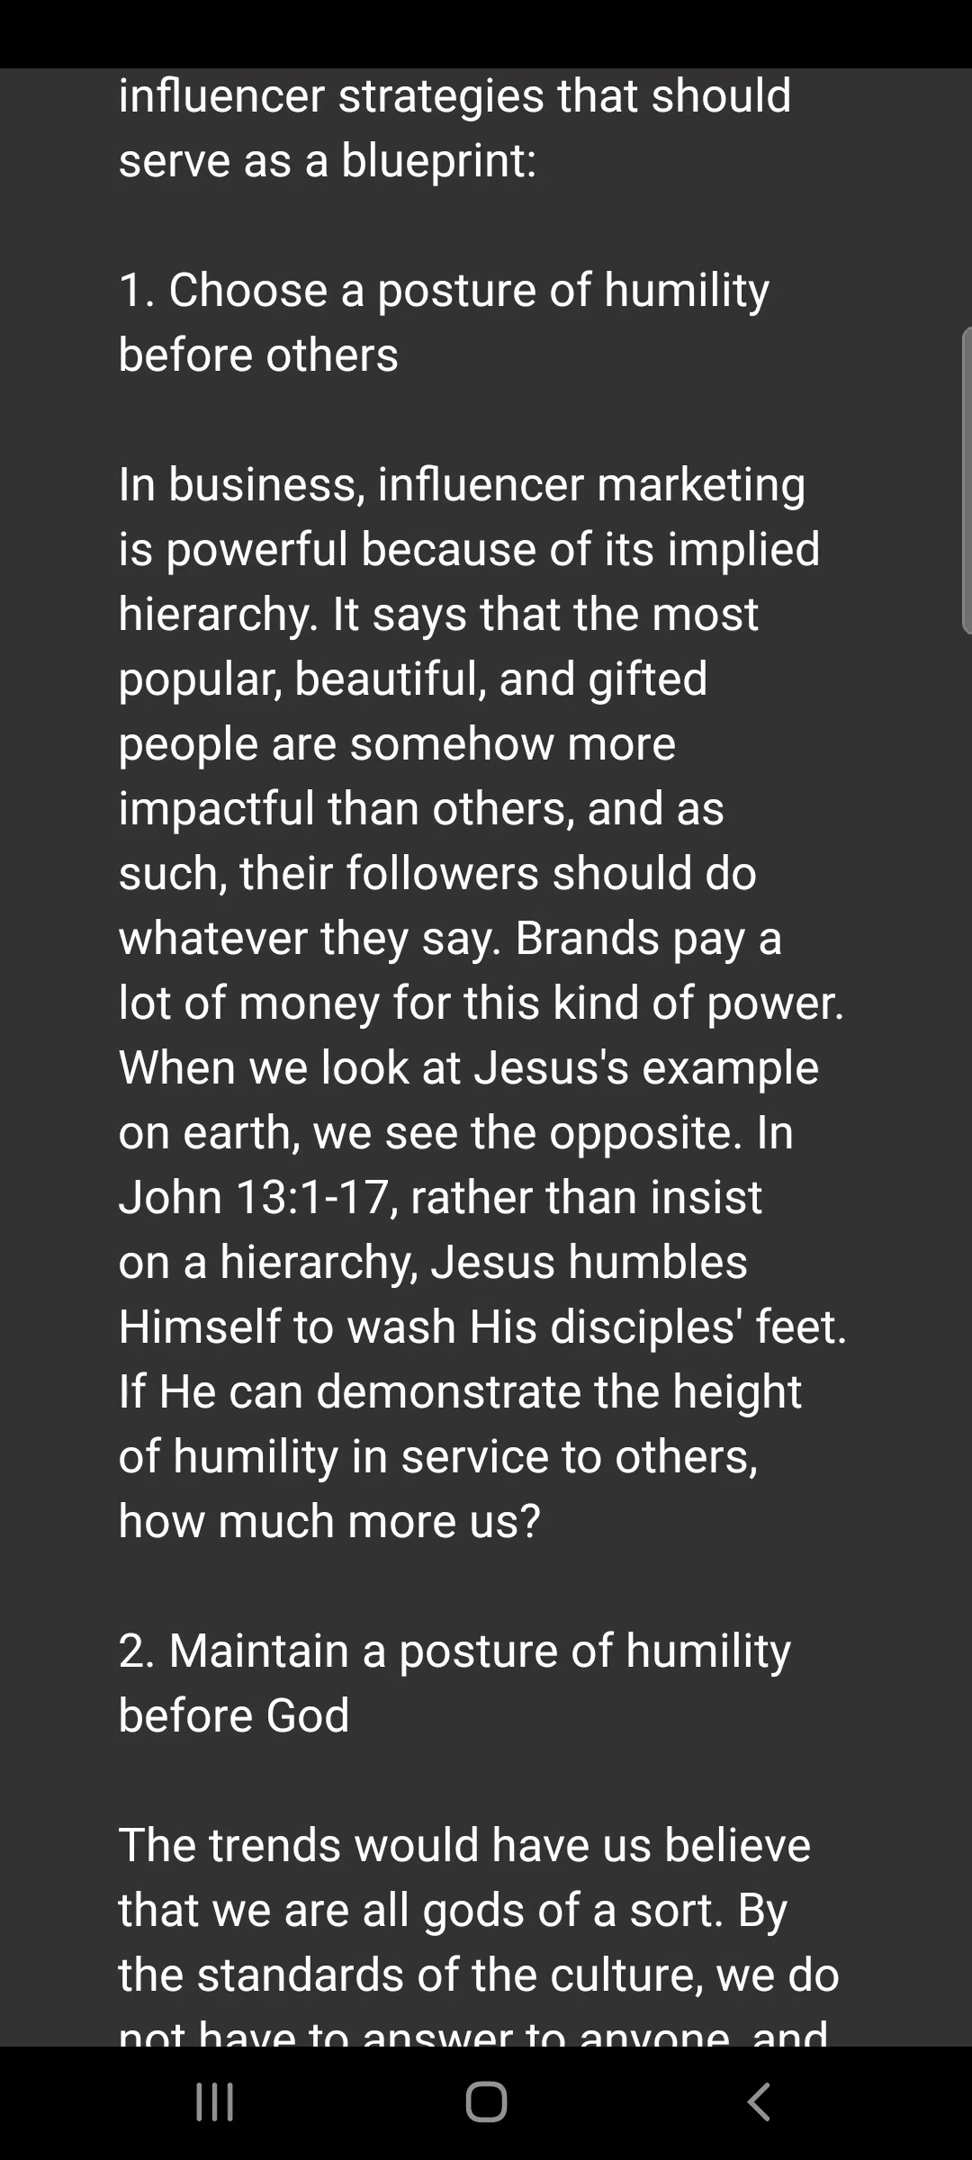 influencer strategies that should
serve as a blueprint:
1. Choose a posture of humility
before others
In business, influencer marketing
is powerful because of its implied
hierarchy. It says that the most
popular, beautiful, and gifted
people are somehow more
impactful than others, and as
such, their followers should do
whatever they say. Brands pay a
lot of money for this kind of power.
When we look at Jesus's example
on earth, we see the opposite. In
John 13:1-17, rather than insist
on a hierarchy, Jesus humbles
Himself to wash His disciples' feet.
If He can demonstrate the height
of humility in service to others,
how much more us?
2. Maintain a posture of humility
before God
The trends would have us believe
that we are all gods of a sort. By
the standards of the culture, we do
not have to answer to anyone, and